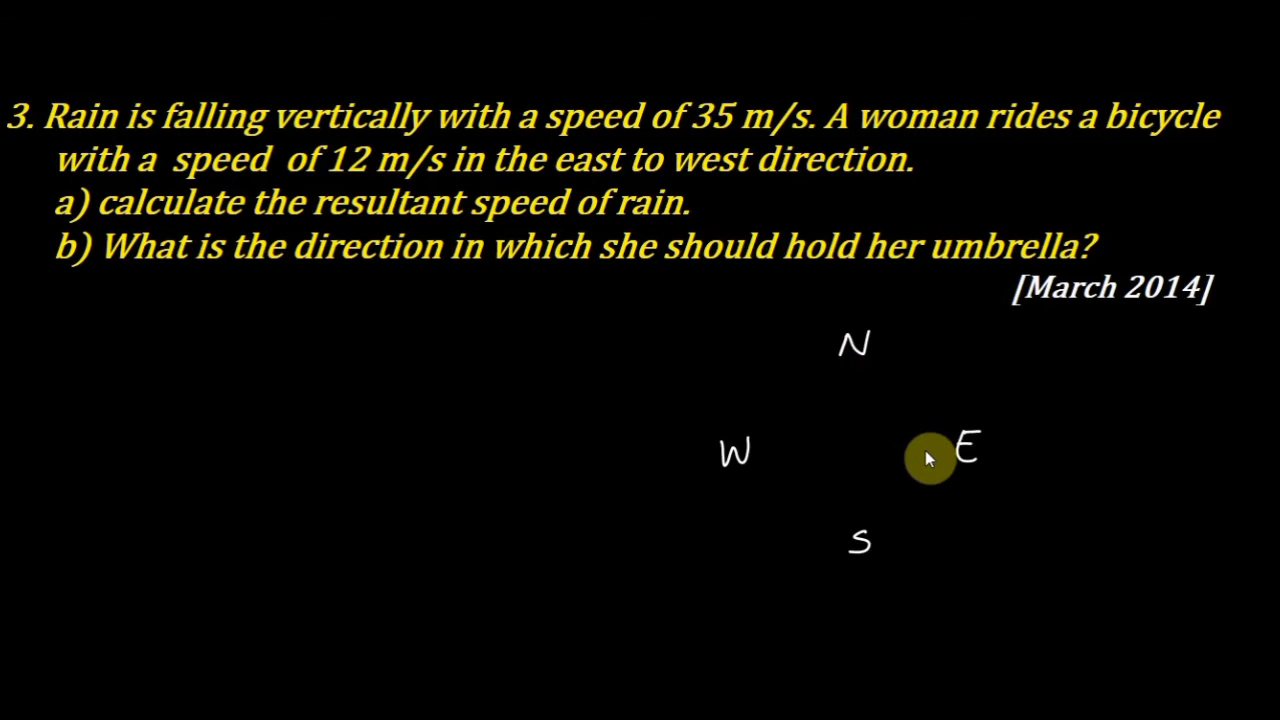 3. Rain is falling vertically with a speed of 35 m/s. A woman rides a bicycle
with a speed of 12 m/s in the east to west direction.
a) calculate the resultant speed of rain.
b) What is the direction in which she should hold her umbrella?
[March 2014]
N
W E
S